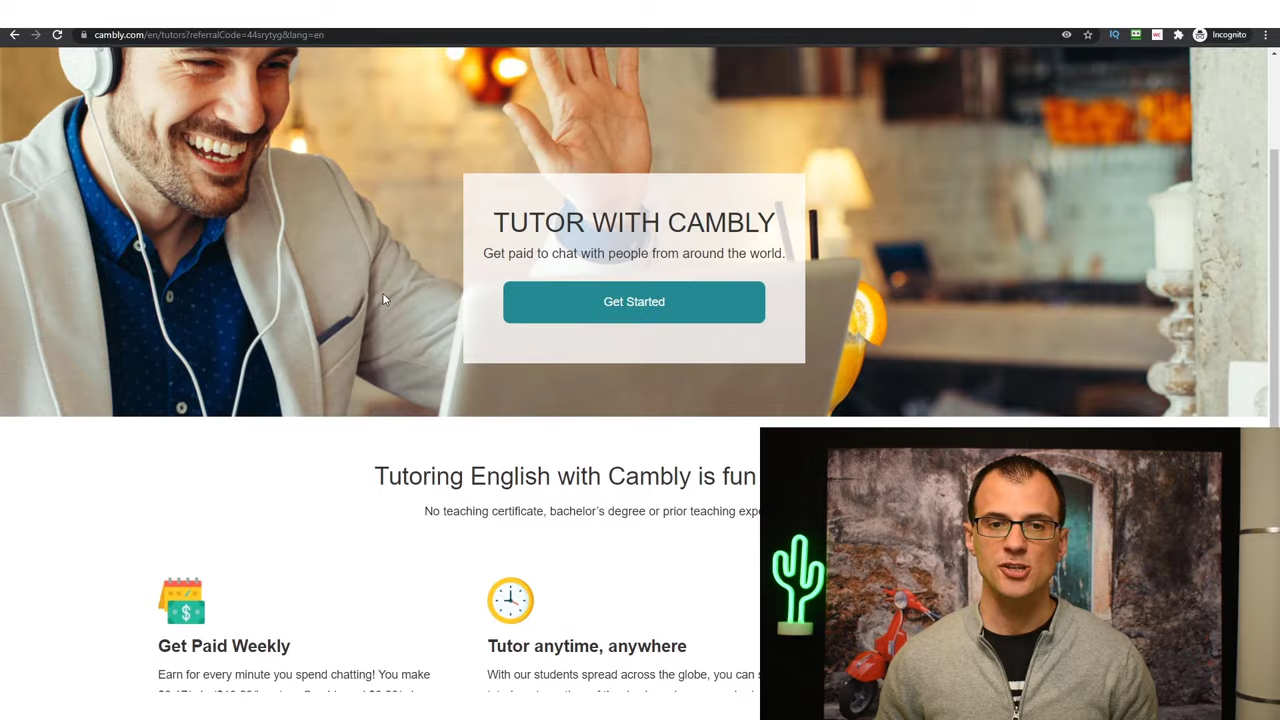 cambly.com/en/tutors?referralCode=44srytyg&lang=en
IQ
WC
Incognito
TUTOR WITH CAMBLY
Get paid to chat with people from around the world.
Get Started
Tutoring English with Cambly is fun
No teaching certificate, bachelor's degree or prior teaching
Get Paid Weekly
Tutor anytime, anywhere
Earn for every minute you spend chatting! You make
With our students spread across the globe, you can